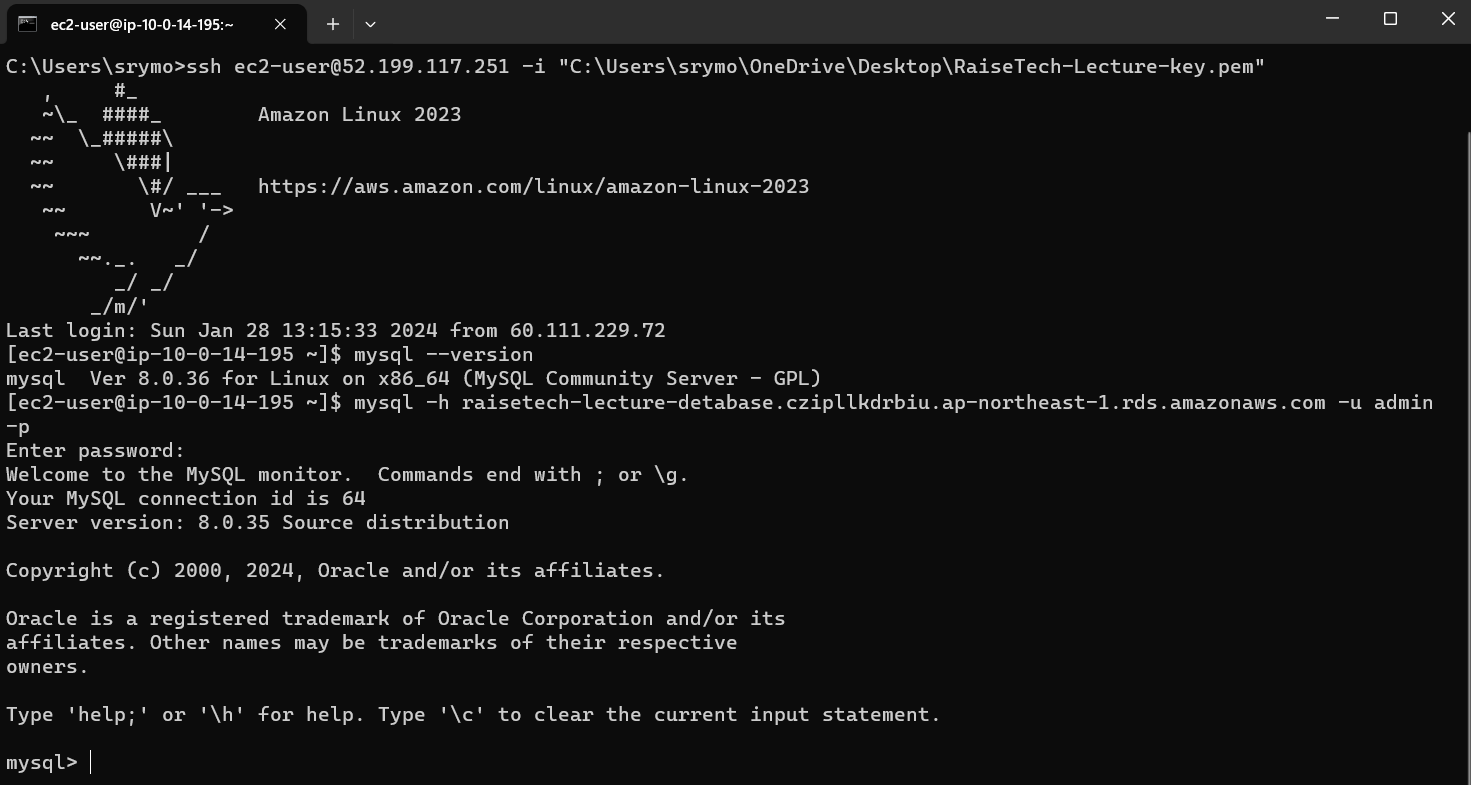 ec2-user@ip-10-0-14-195:~
C:\Users\srymo>ssh ec2-user@52.199.117.251 -i "C:\Users\srymo\OneDrive\Desktop\RaiseTech-Lecture-key.pem"
   ,     #_
   ~\_  ####_        Amazon Linux 2023
  ~~  \_#####\
  ~~     \###|
  ~~       \#/ ___   https://aws.amazon.com/linux/amazon-linux-2023
   ~~       V~' '->
    ~~~         /
      ~~._.   _/
         _/ _/
       _/m/'
Last login: Sun Jan 28 13:15:33 2024 from 60.111.229.72
[ec2-user@ip-10-0-14-195 ~]$ mysql --version
mysql  Ver 8.0.36 for Linux on x86_64 (MySQL Community Server - GPL)
[ec2-user@ip-10-0-14-195 ~]$ mysql -h raisetech-lecture-detabase.czipllkdrbiu.ap-northeast-1.rds.amazonaws.com -u admin
-p
Enter password:
Welcome to the MySQL monitor.  Commands end with ; or \g.
Your MySQL connection id is 64
Server version: 8.0.35 Source distribution

Copyright (c) 2000, 2024, Oracle and/or its affiliates.

Oracle is a registered trademark of Oracle Corporation and/or its
affiliates. Other names may be trademarks of their respective
owners.

Type 'help;' or '\h' for help. Type '\c' to clear the current input statement.

mysql>